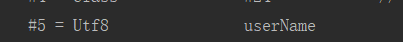 #5 = Utf8 userName